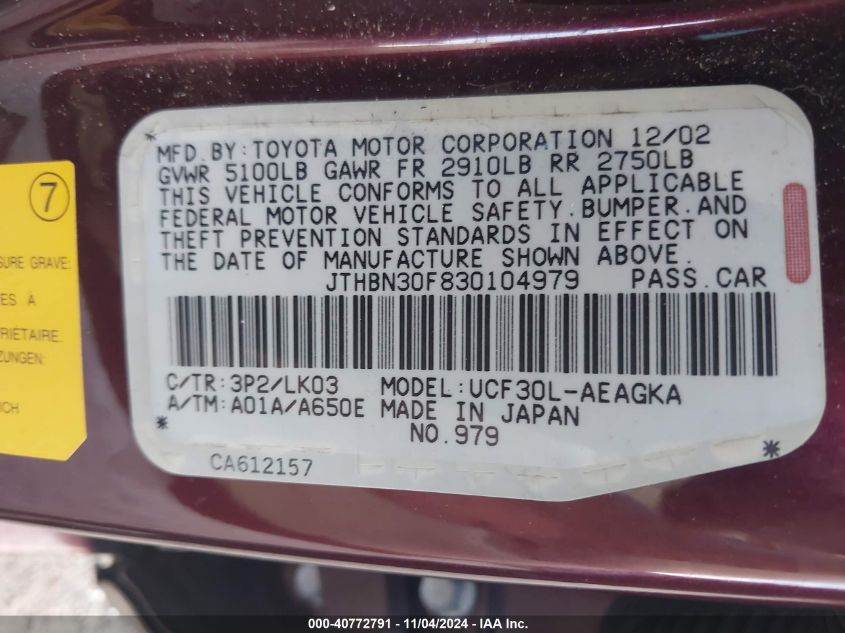 MFD. BY: TOYOTA MOTOR CORPORATION 12/02
GVWR 5100LB GAWR FR 2910LB RR 2750LB
THIS VEHICLE CONFORMS TO ALL APPLICABLE
FEDERAL MOTOR VEHICLE SAFETY. BUMPER. AND
THEFT PREVENTION STANDARDS IN EFFECT ON
THE DATE OF MANUFACTURE SHOWN ABOVE.
JTHBN30F830104979 PASS. CAR
C/TR: 3P2/LK03 MODEL: UCF30L-AEAGKA
A/TM: A01A/A650E MADE IN JAPAN
NO. 979
CA612157
7
SURE GRAVE:
ES À
RIÉTAIRE.
ZUNGEN:
ICH
000-40772791 - 11/04/2024 - IAA Inc.